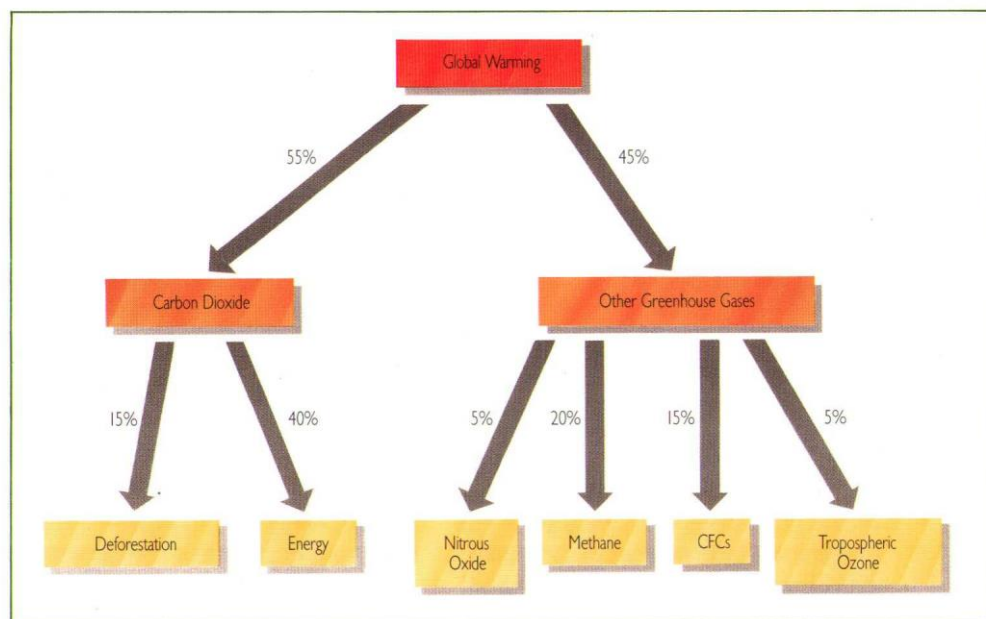 Global Warming
55%
45%
Carbon Dioxide
Other Greenhouse Gases
15%
40%
5%
20%
15%
5%
Deforestation
Energy
Nitrous
Oxide
Methane
CFCs
Tropospheric
Ozone